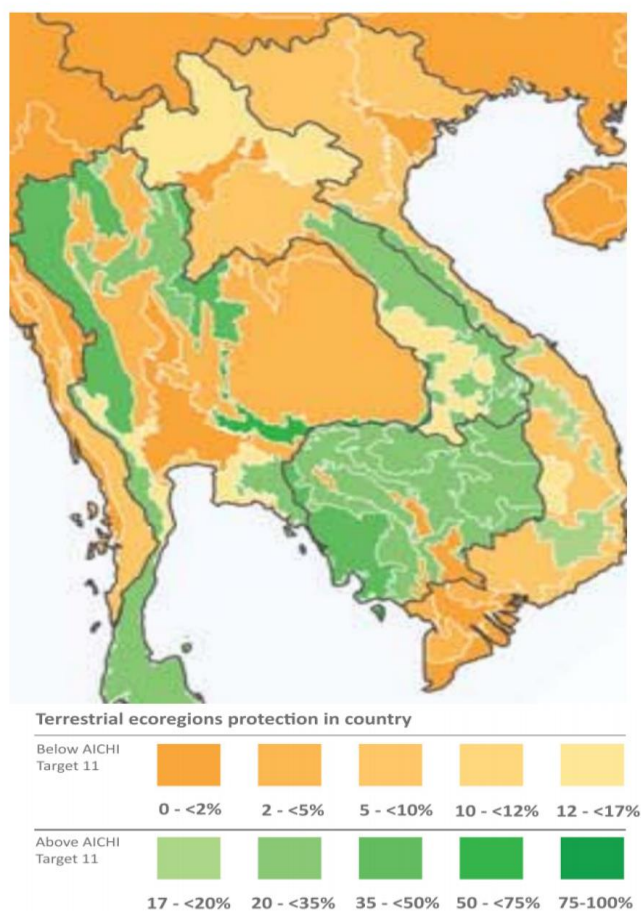 Terrestrial ecoregions protection in country
Below AICHI
Target 11
0 - <2% 2 - <5% 5 - <10% 10 - <12% 12 - <17%
Above AICHI
Target 11
17 - <20% 20 - <35% 35 - <50% 50 - <75% 75-100%